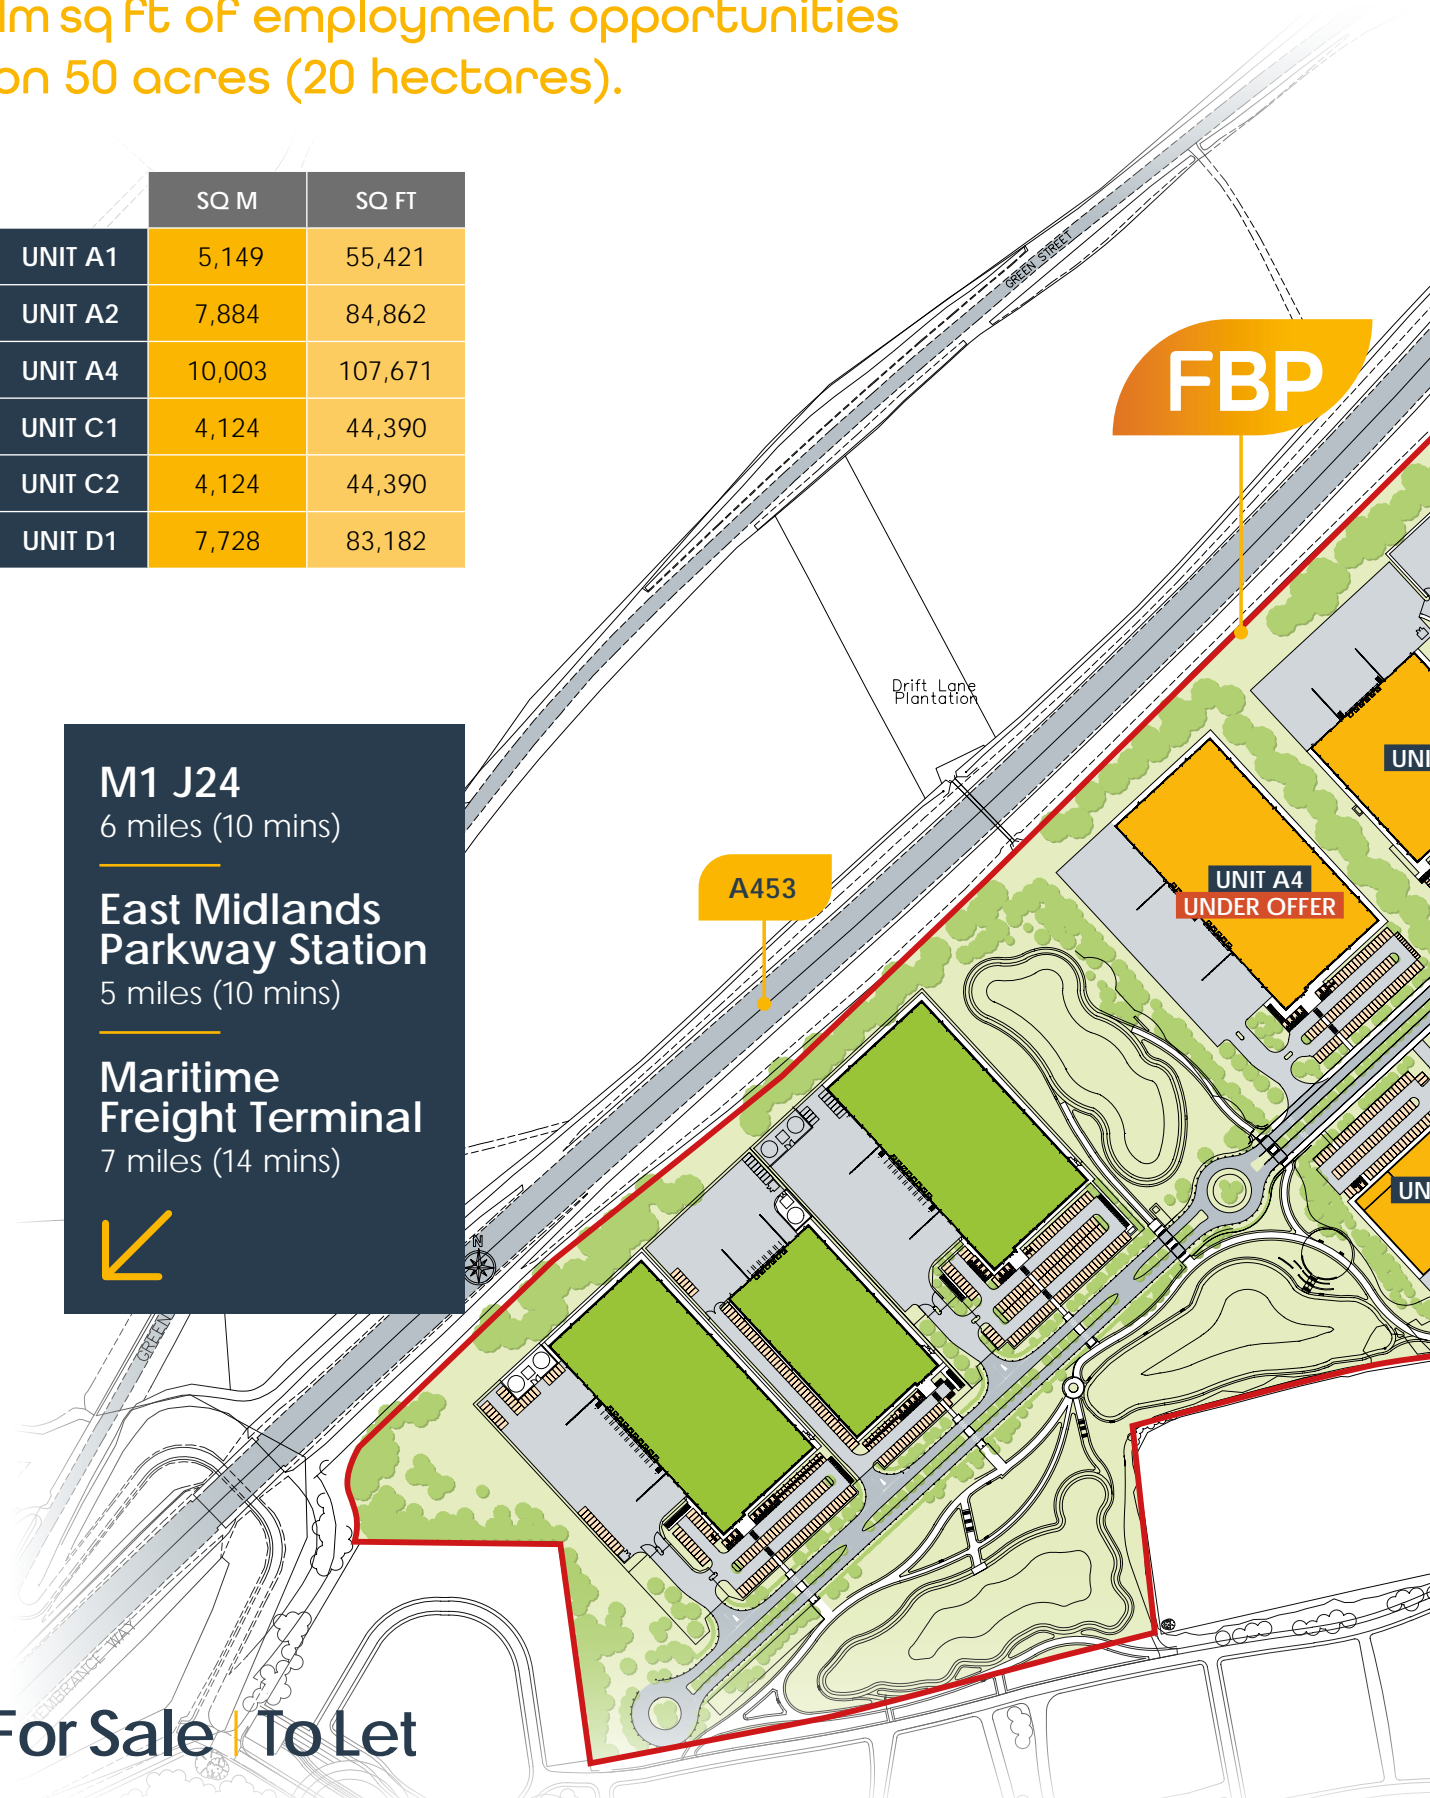 1m sq ft of employment opportunities
on 50 acres (20 hectares).
SQ M SQ FT
UNIT A1 5,149 55,421
UNIT A2 7,884 84,862
UNIT A4 10,003 107,671
UNIT C1 4,124 44,390
UNIT C2 4,124 44,390
UNIT D1 7,728 83,182
GREEN STREET
FBP
Drift Lane
Plantation
UNI
M1 J24
6 miles (10 mins)
East Midlands
Parkway Station
5 miles (10 mins)
Maritime
Freight Terminal
7 miles (14 mins)
A453
UNIT A4
UNDER OFFER
UN
N
GREEN
EMBRANCE WAY
For Sale | To Let